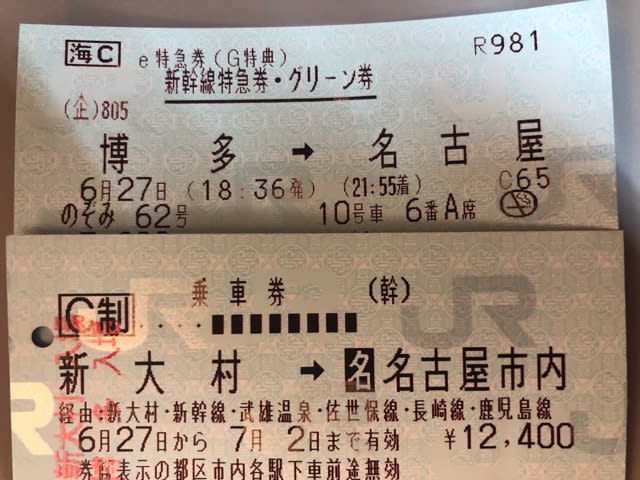 海C e特急券(G特典) R981
新幹線特急券・グリーン券
(企)805
博多 → 名古屋
6月27日 (18:36発) (21:55着) C65
のぞみ 62号 10号車 6番A席
C制 乗車券 (幹)
新大村 → 名 名古屋市内
経由:新大村・新幹線・武雄温泉・佐世保線・長崎線・鹿児島線
6月27日から 7月 2日まで有効 ¥12,400
券面表示の都区市内各駅下車前途無効